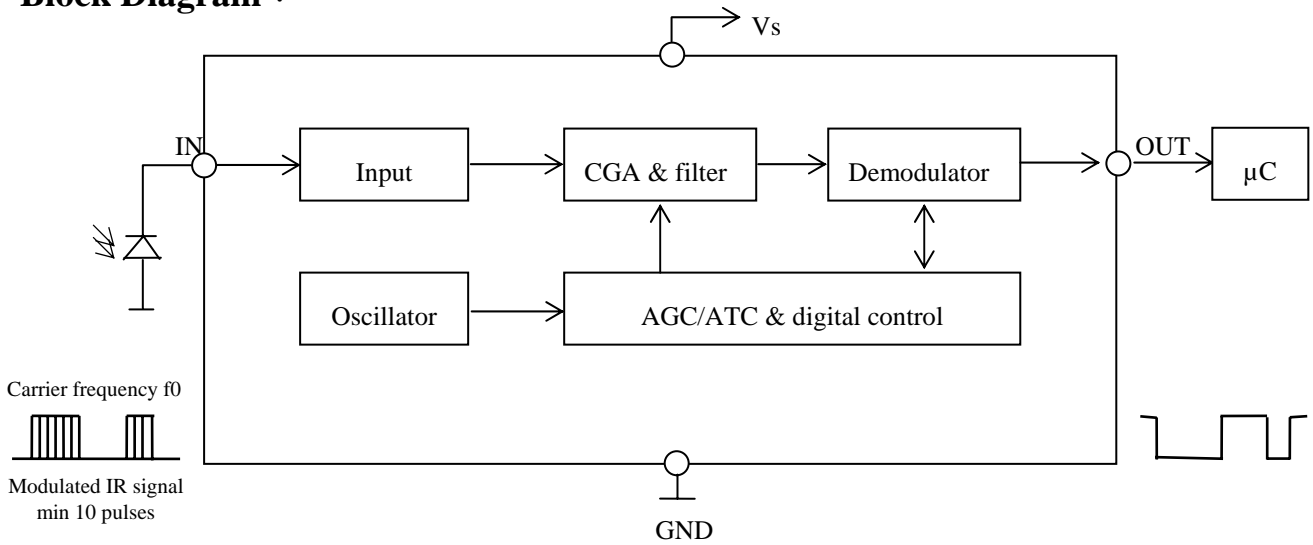 Block Diagram :
Vs
IN
Input
CGA & filter
Demodulator
OUT
µC
Oscillator
AGC/ATC & digital control
Carrier frequency f0
Modulated IR signal
min 10 pulses
GND